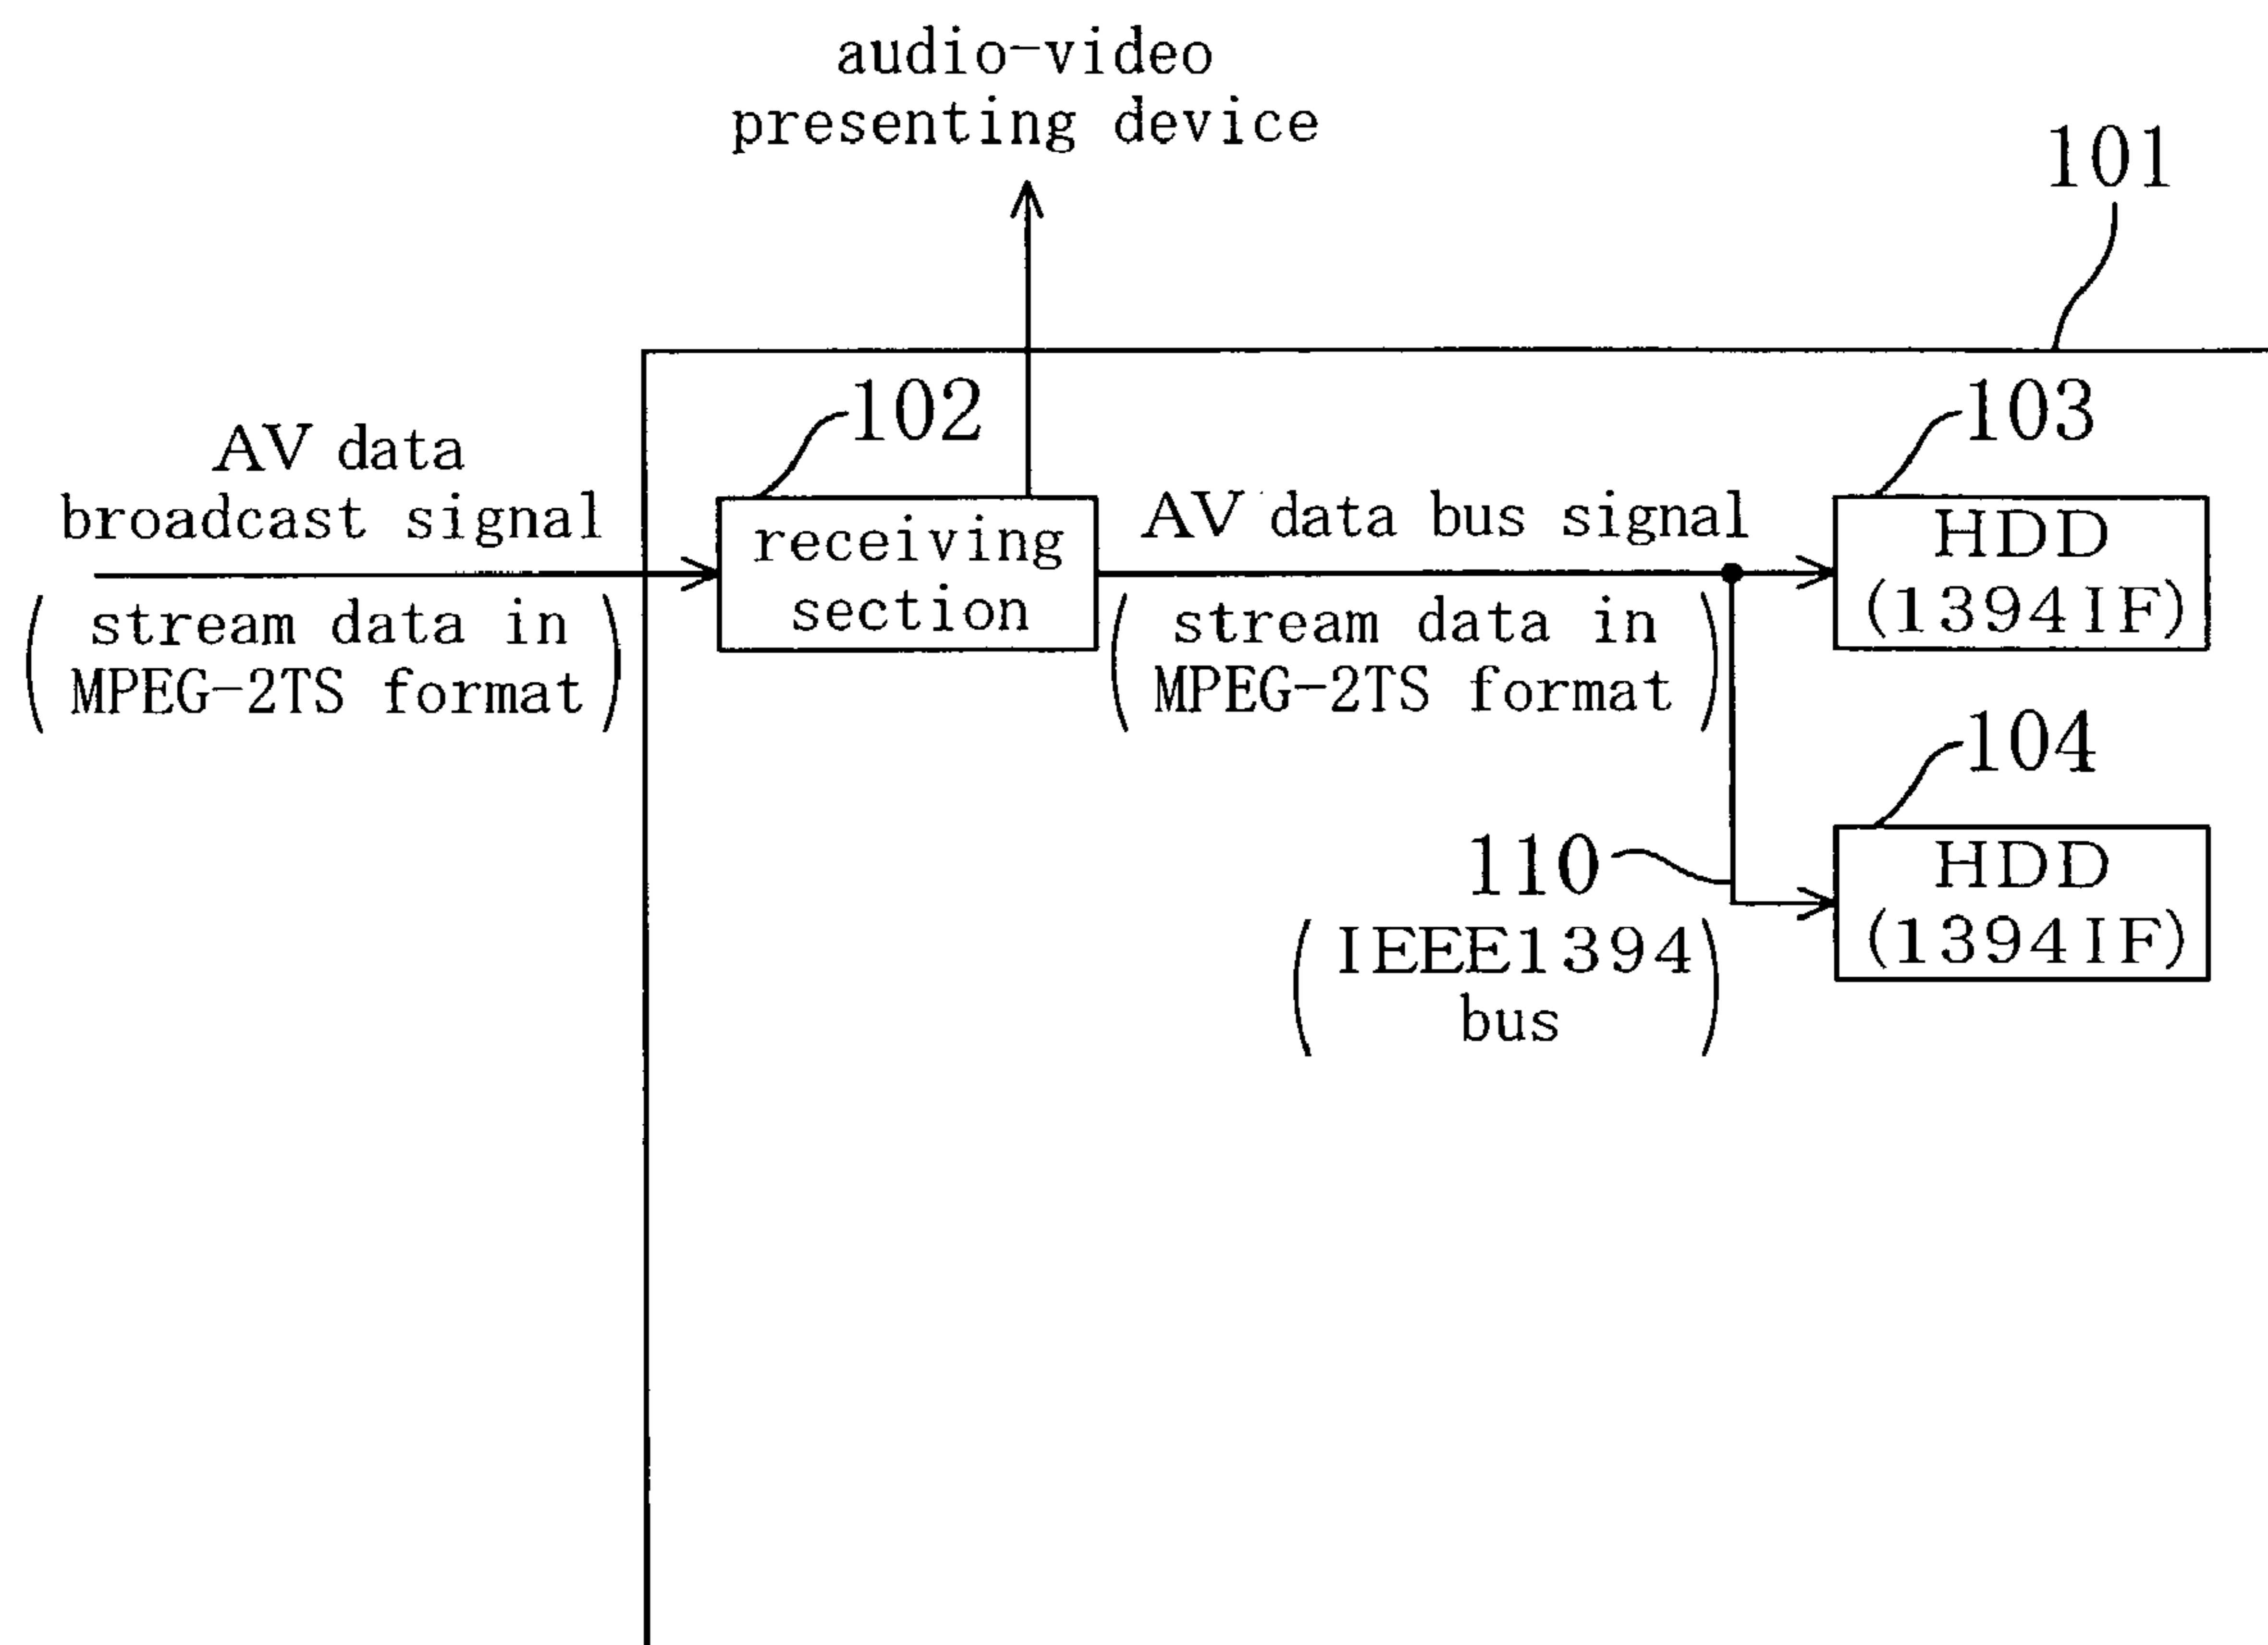 audio-video
presenting device
101
102
103
AV data
broadcast signal
(stream data in
MPEG-2TS format)
receiving
section
AV data bus signal
(stream data in
MPEG-2TS format)
HDD
(1394IF)
104
110
(IEEE1394
bus)
HDD
(1394IF)